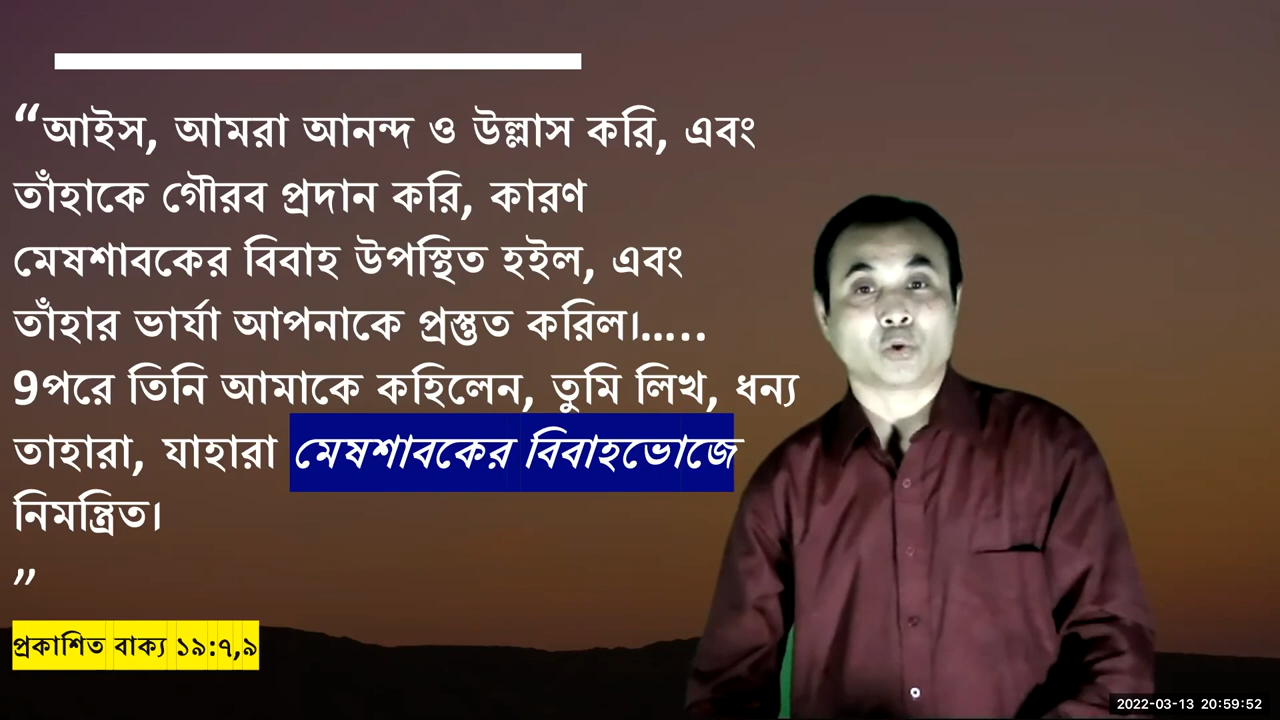 “আইস, আমরা আনন্দ ও উল্লাস করি, এবং
তাঁহাকে গৌরব প্রদান করি, কারণ
মেষশাবকের বিবাহ উপস্থিত হইল, এবং
তাঁহার ভার্যা আপনাকে প্রস্তুত করিল।.....
9পরে তিনি আমাকে কহিলেন, তুমি লিখ, ধন্য
তাহারা, যাহারা মেষশাবকের বিবাহভোজে
নিমন্ত্রিত।
”
প্রকাশিত বাক্য ১৯:৭,৯
2022-03-13 20:59:52